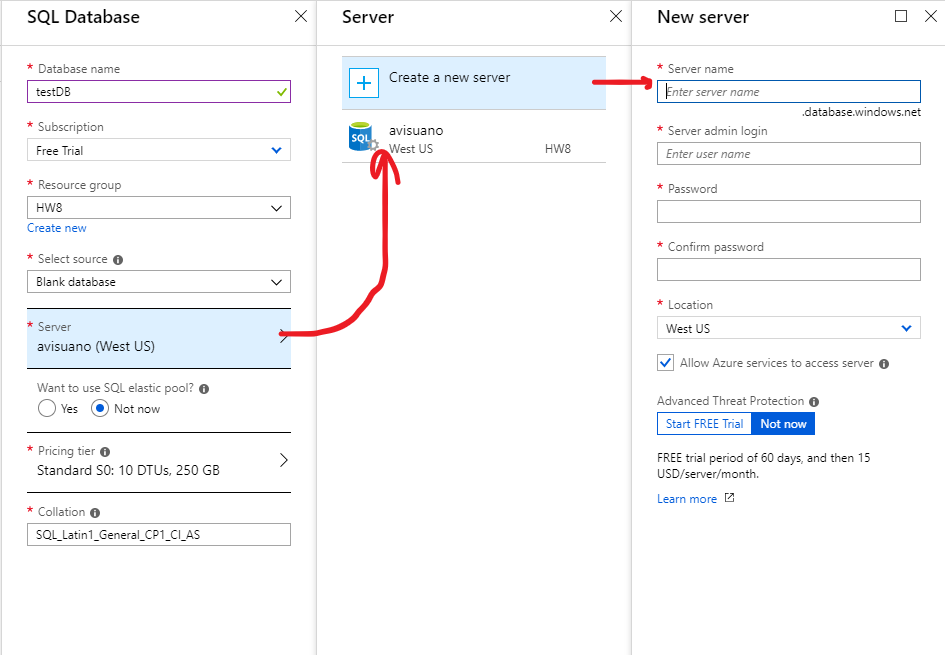 SQL Database
* Database name
testDB
* Subscription
Free Trial
* Resource group
HW8
Create new
* Select source
Blank database
* Server
avisuano (West US)
Want to use SQL elastic pool?
Yes
Not now
* Pricing tier
Standard S0: 10 DTUs, 250 GB
* Collation
SQL_Latin1_General_CP1_CI_AS
Server
Create a new server
SQL
avisuano
West US
HW8
New server
* Server name
Enter server name
.database.windows.net
* Server admin login
Enter user name
* Password
* Confirm password
* Location
West US
Allow Azure services to access server
Advanced Threat Protection
Start FREE Trial
Not now
FREE trial period of 60 days, and then 15
USD/server/month.
Learn more